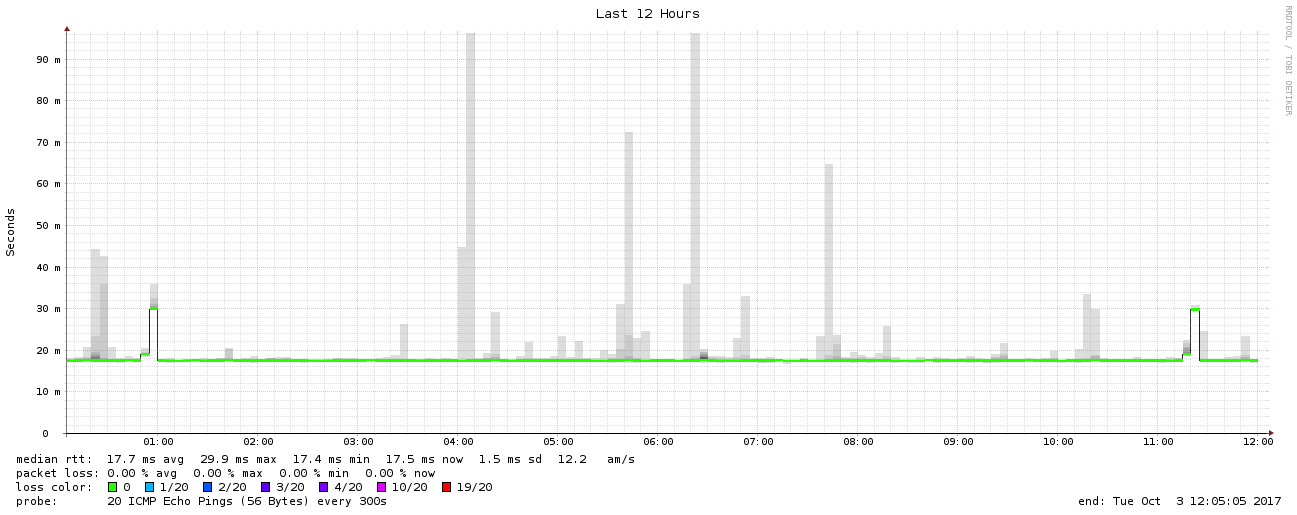 Last 12 Hours
RRDTOOL / TOBI OETIKER
Seconds
90 m
80 m
70 m
60 m
50 m
40 m
30 m
20 m
10 m
0
01:00 02:00 03:00 04:00 05:00 06:00 07:00 08:00 09:00 10:00 11:00 12:00
median rtt: 17.7 ms avg 29.9 ms max 17.4 ms min 17.5 ms now 1.5 ms sd 12.2 am/s
packet loss: 0.00 % avg 0.00 % max 0.00 % min 0.00 % now
loss color: 0 1/20 2/20 3/20 4/20 10/20 19/20
probe: 20 ICMP Echo Pings (56 Bytes) every 300s end: Tue Oct 3 12:05:05 2017